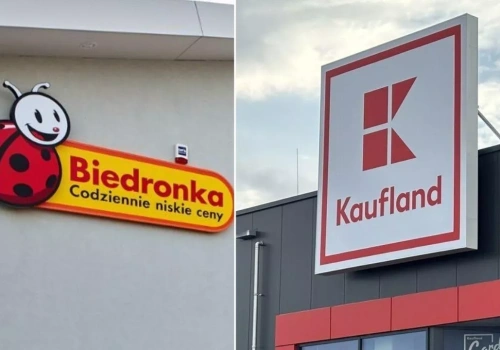 Biedronka
Codziennie niskie ceny
Kaufland